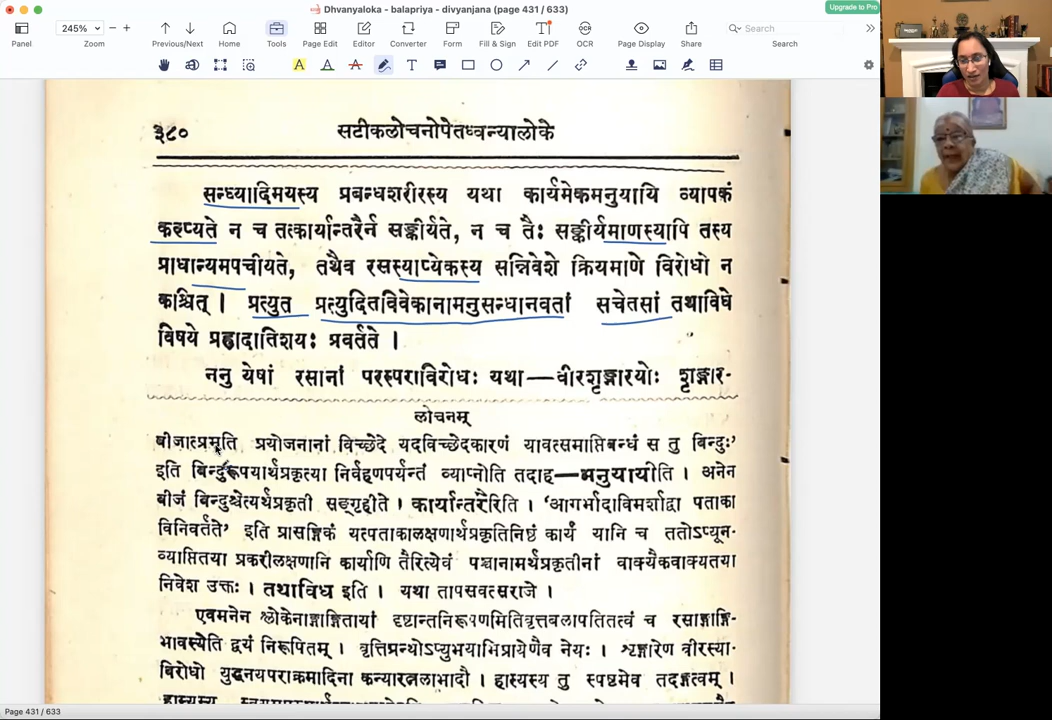 Dhvanyaloka - balapriya - divyanjana (page 431 / 633)
Upgrade to Pro
245%
Search
Panel Zoom Previous/Next Home Tools Page Edit Editor Converter Form Fill & Sign Edit PDF OCR Page Display Share Search
३८० सटीकलोचनोपेतध्वन्यालोके
सन्ध्यादिमयस्य प्रबन्धशरीरस्य यथा कार्यमेकमनुयायि व्यापकं
कल्प्यते न च तत्कार्यान्तरैर्न सङ्कीर्यते, न च तैः सङ्कीर्यमाणस्यापि तस्य
प्राधान्यमपचीयते, तथैव रसस्याप्येकस्य सन्निवेशे क्रियमाणे विरोधो न
कश्चित् । प्रत्युत प्रत्युदितविवेकानामनुसन्धानवतां सचेतसां तथाविधे
विषये प्रह्लादातिशयः प्रवर्तते ।
ननु येषां रसानां परस्पराविरोधः यथा—वीरशृङ्गारयोः शृङ्गार-
लोचनम्
बीजात्प्रभृति प्रयोजनानां विच्छेदे यदविच्छेदकारणं यावत्समाप्तिबन्धं स तु बिन्दुः’
इति बिन्दुरूपयार्थप्रकृत्या निर्वहणपर्यन्तं व्याप्नोति तदाह—मनुयायीति । अनेन
बीजं बिन्दुश्चेत्यर्थप्रकृती सङ्गृहीते । कार्यान्तरैरिति । ‘आगर्भादाविमर्शाद्वा पताका
विनिवर्तते’ इति प्रासङ्गिकं यत्पताकालक्षणार्थप्रकृतिनिष्ठं कार्यं यानि च ततोऽप्यून-
व्याप्तितया प्रकरीलक्षणानि कार्याणि तैरित्येवं पञ्चानामर्थप्रकृतीनां वाक्यैकवाक्यतया
निवेश उक्तः । तथाविध इति । यथा तापसवत्सराजे ।
एवमनेन श्लोकेनाङ्गाङ्गितायां दृष्टान्तनिरूपणमितिवृत्तबलापतितत्वं च रसाङ्गाङ्गि-
भावस्येति द्वयं निरूपितम् । वृत्तिग्रन्थोऽप्युभयाभिप्रायेणैव नेयः । शृङ्गारेण वीरस्या-
विरोधो युद्धनयपराक्रमादिना कन्यारत्नलाभादौ । हास्यस्य तु स्पष्टमेव तदङ्गत्वम् ।
Page 431 / 633